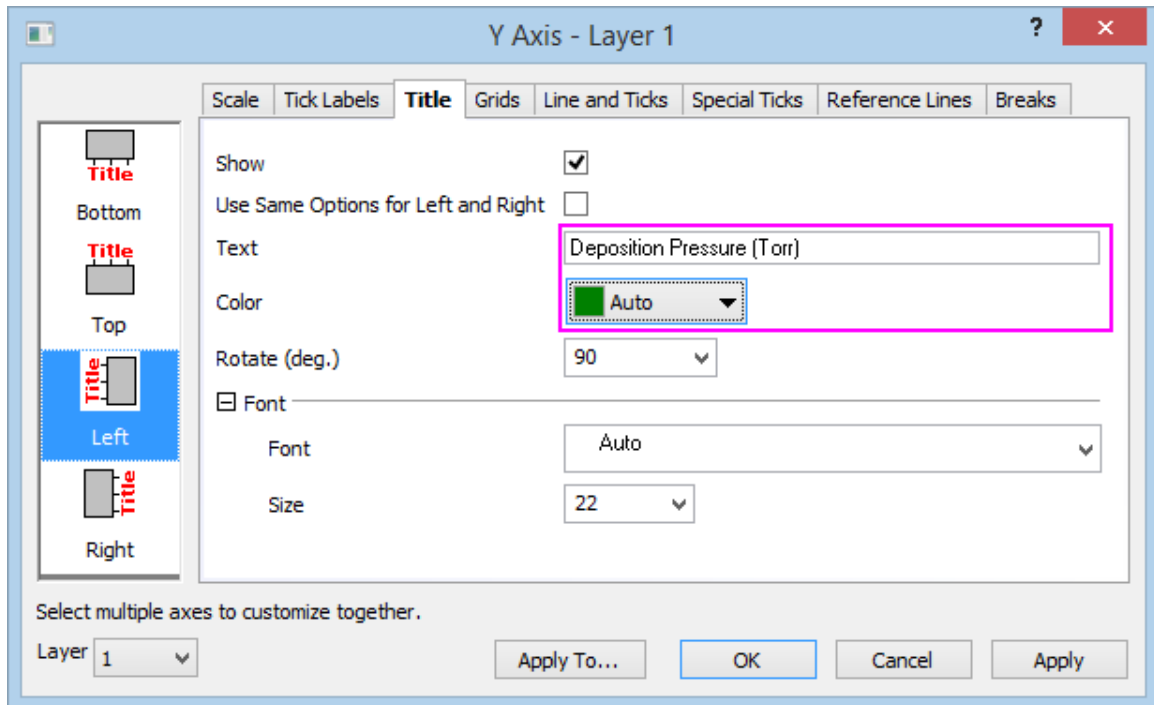 Y Axis - Layer 1
?
×
Scale Tick Labels Title Grids Line and Ticks Special Ticks Reference Lines Breaks
Title
Bottom
Title
Top
Title
Left
Title
Right
Show
Use Same Options for Left and Right
Text Deposition Pressure (Torr)
Color Auto
Rotate (deg.) 90
Font
Font Auto
Size 22
Select multiple axes to customize together.
Layer 1 Apply To... OK Cancel Apply